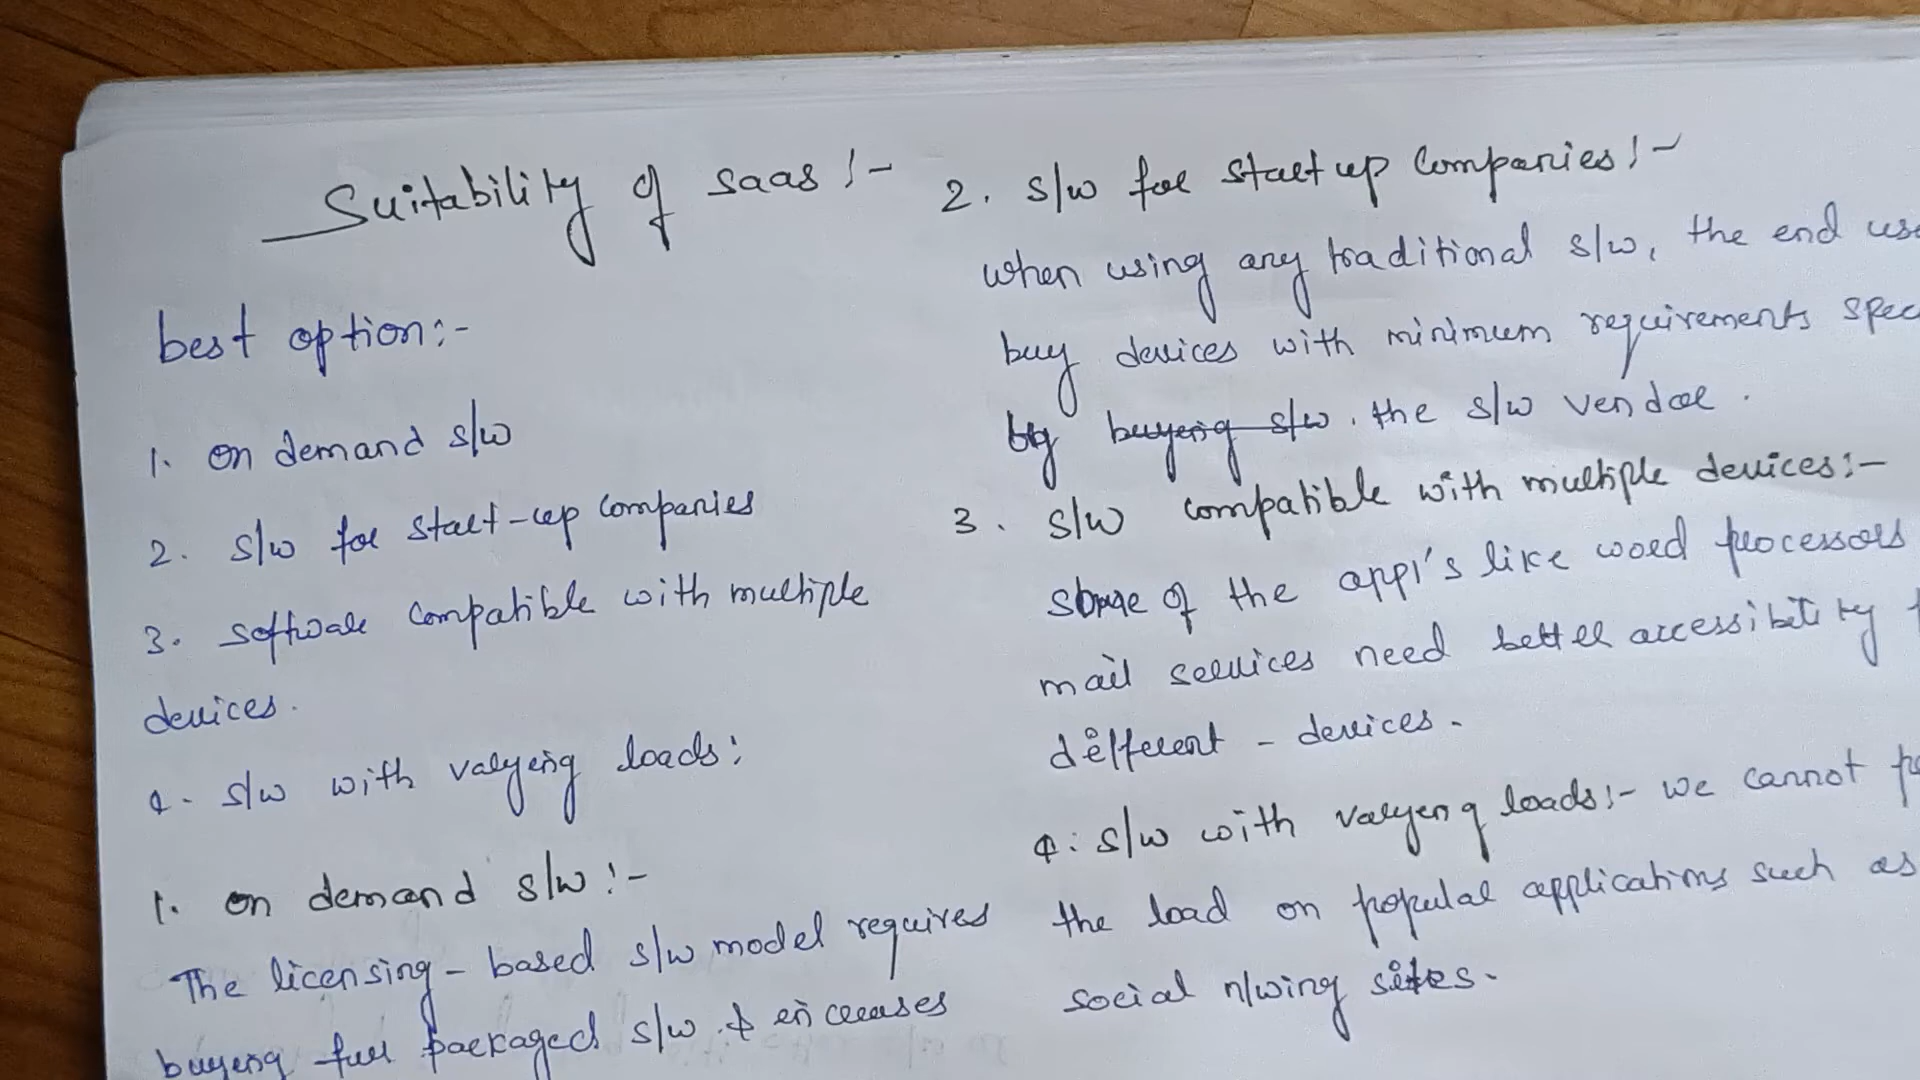 Suitability of saas :-
best option:-
1. on demand s/w
2. s/w for start-up companies
3. software compatible with multiple
devices.
4. s/w with varying loads:
1. on demand s/w :-
The licensing - based s/w model requires
buying full packaged s/w & increases
2. s/w for start up companies :-
when using any traditional s/w, the end
buy devices with minimum requirements
by buying s/w. the s/w vendor.
3. s/w compatible with multiple devices :-
some of the appl's like word processors
mail services need better accessibility
different - devices.
4. s/w with varying loads :- we cannot
the load on popular applications such as
social n/wing sites.